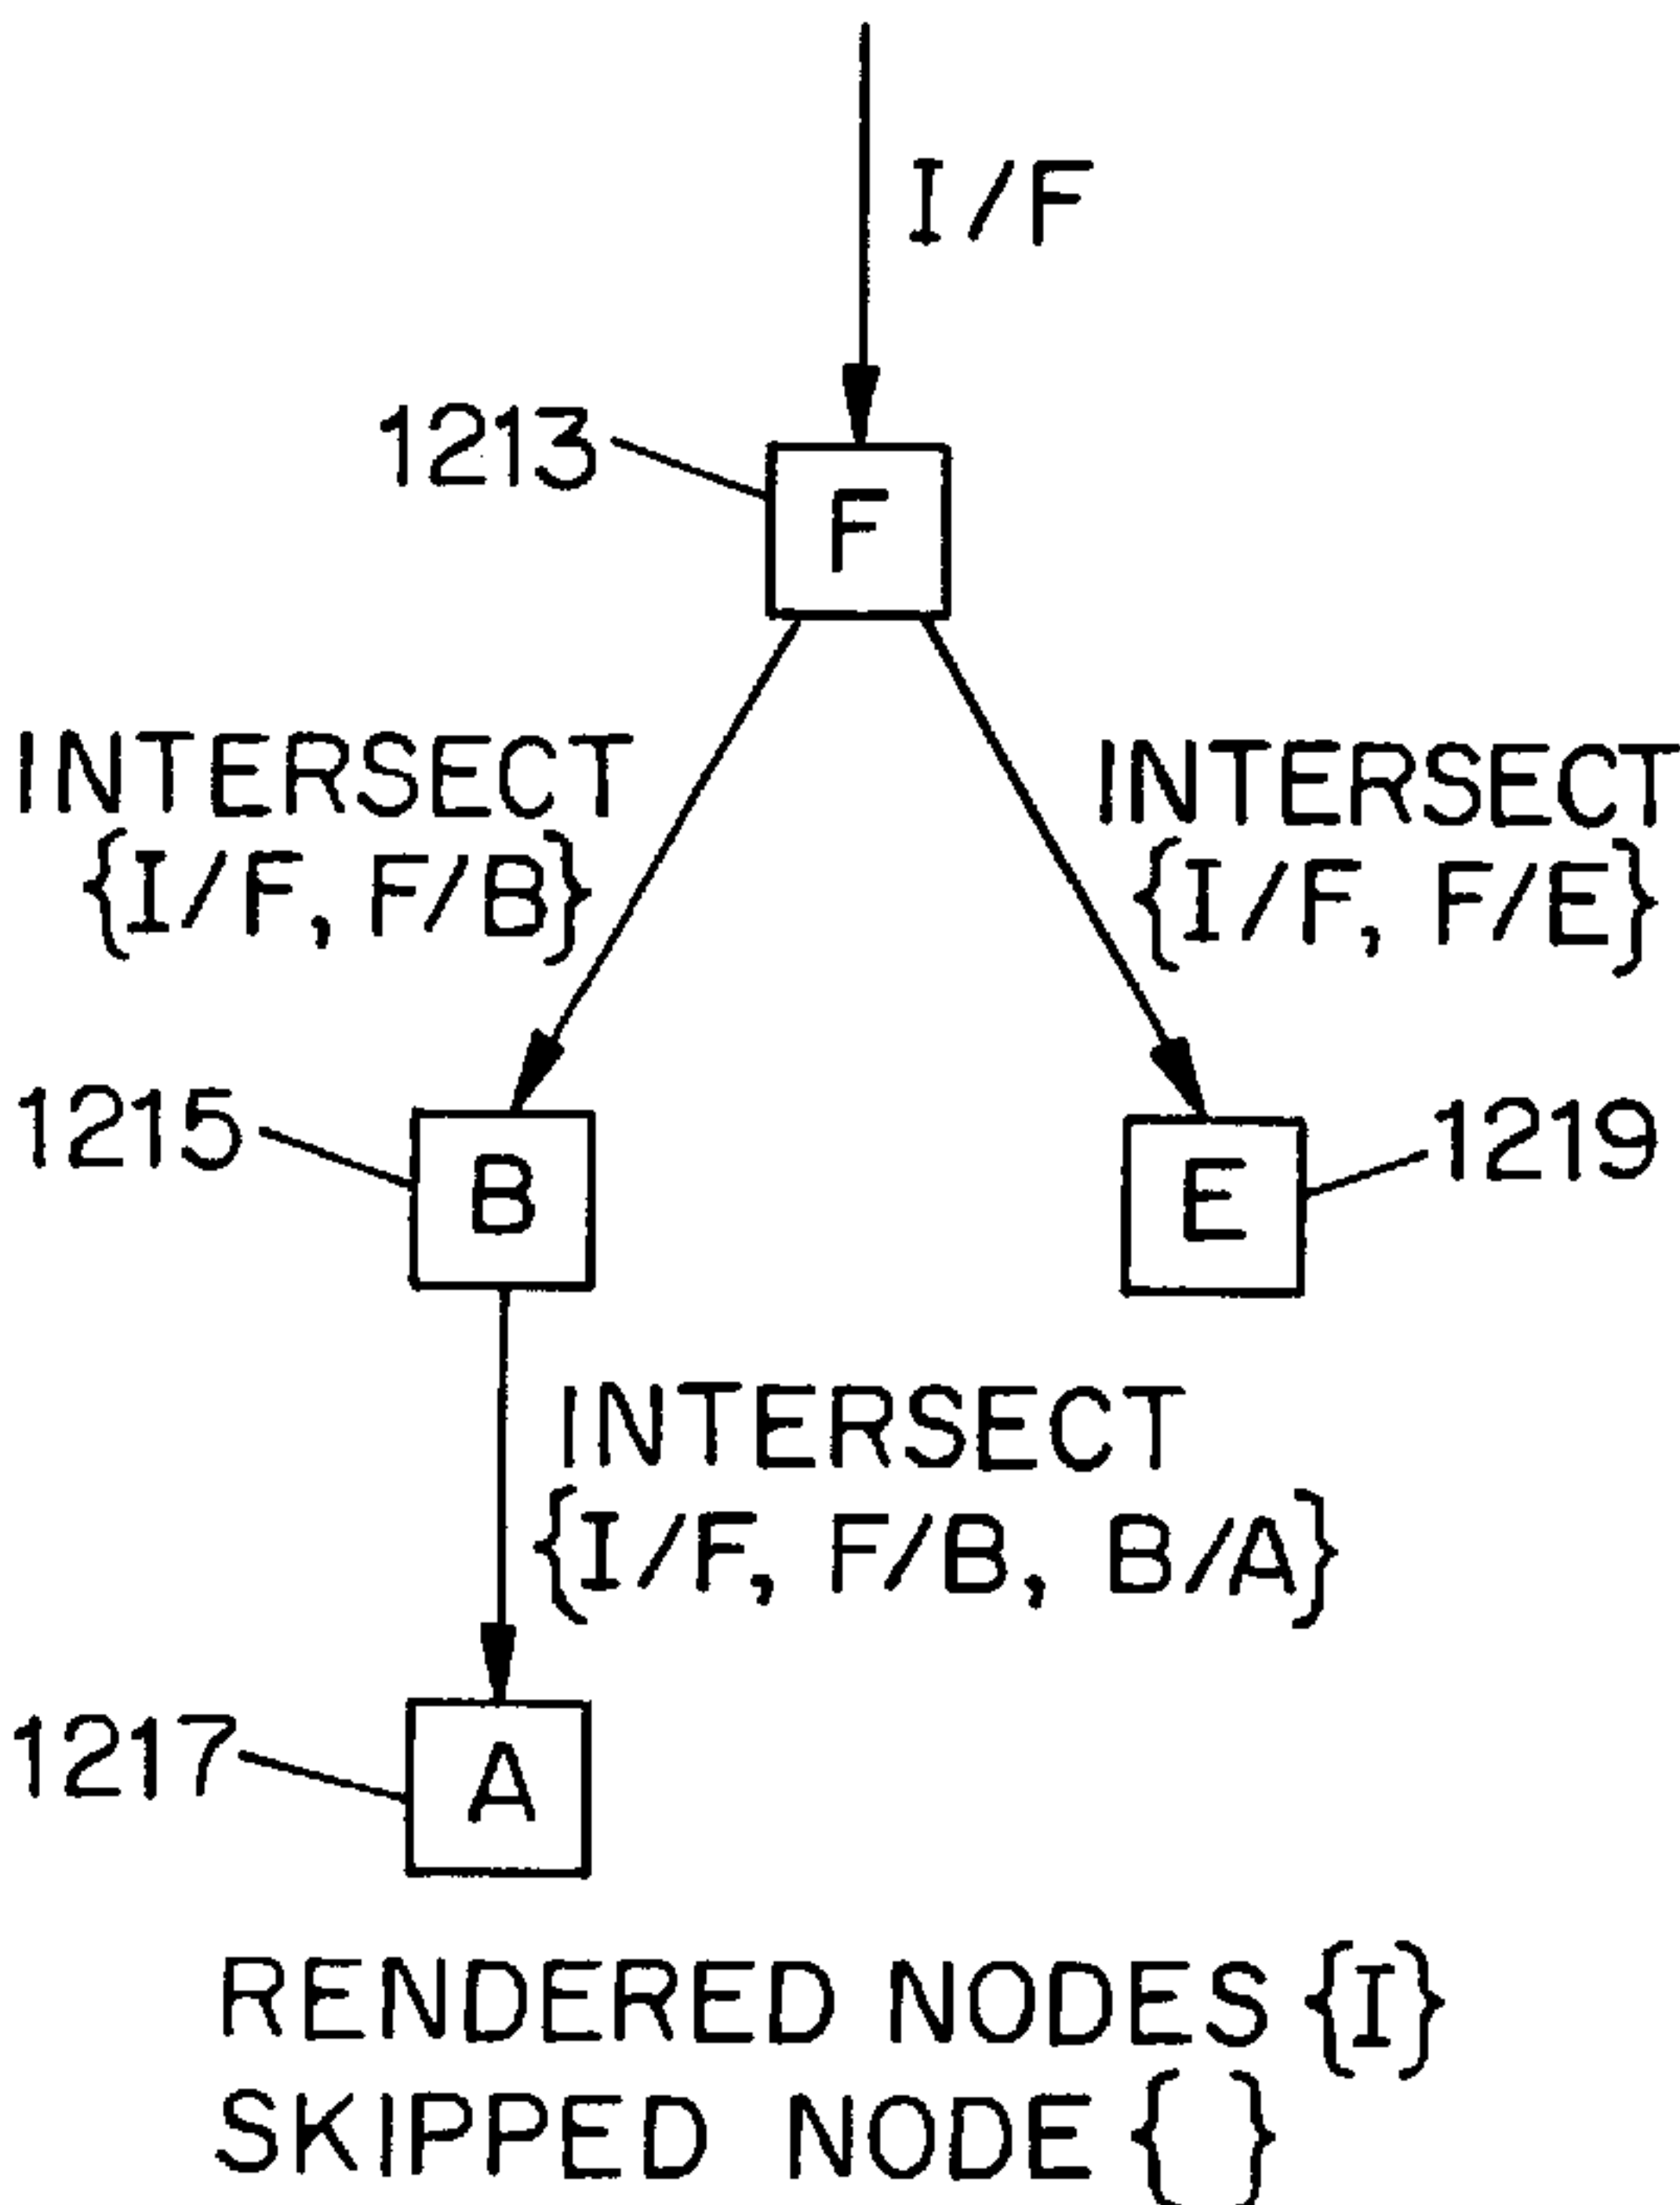 I/F
1213
F
INTERSECT
{I/F, F/B}
INTERSECT
{I/F, F/E}
1215
B
E
1219
INTERSECT
{I/F, F/B, B/A}
1217
A
RENDERED NODES {I}
SKIPPED NODE { }